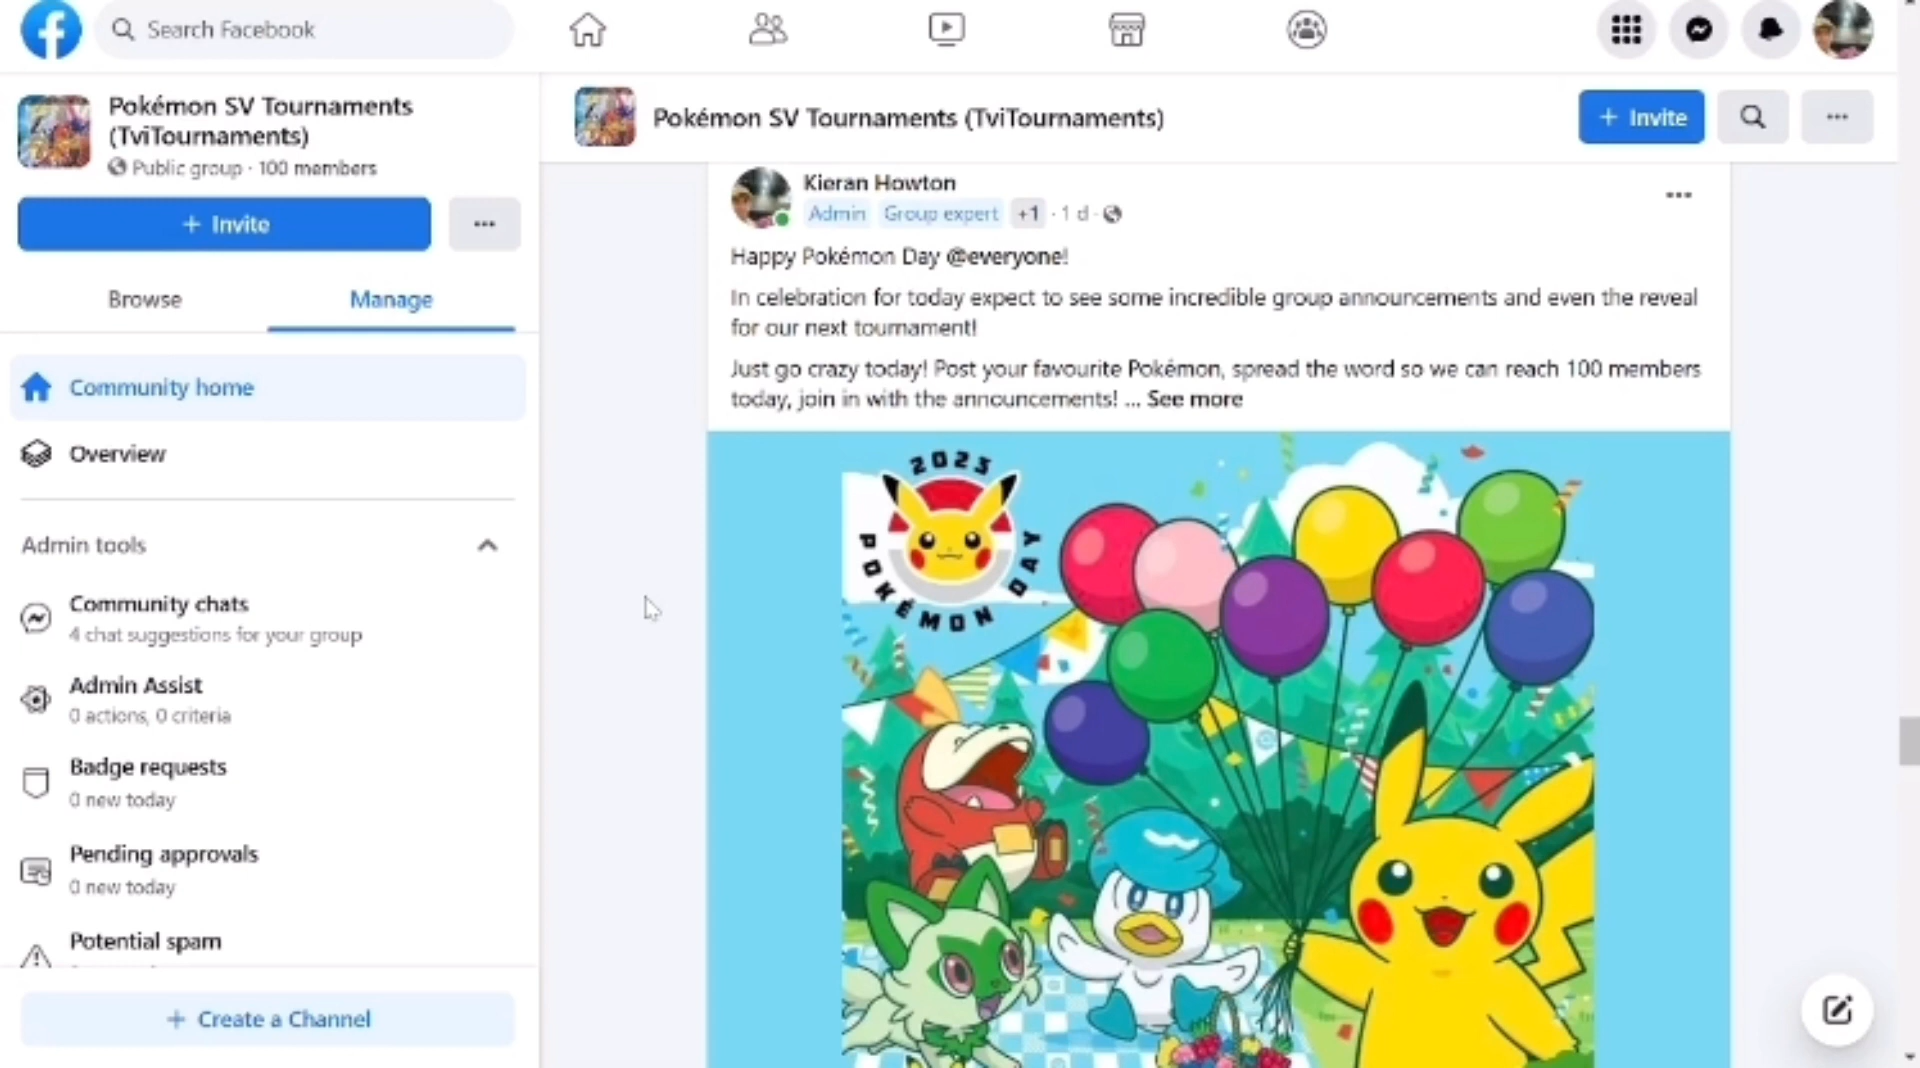 Search Facebook
Pokémon SV Tournaments
(TviTournaments)
Public group · 100 members
+ Invite
Browse
Manage
Community home
Overview
Admin tools
Community chats
4 chat suggestions for your group
Admin Assist
0 actions, 0 criteria
Badge requests
0 new today
Pending approvals
0 new today
Potential spam
+ Create a Channel
Pokémon SV Tournaments (TviTournaments)
+ Invite
Kieran Howton
Admin Group expert +1 · 1 d ·
Happy Pokémon Day @everyone!
In celebration for today expect to see some incredible group announcements and even the reveal
for our next tournament!
Just go crazy today! Post your favourite Pokémon, spread the word so we can reach 100 members
today, join in with the announcements! ... See more
2023
POKÉMON DAY